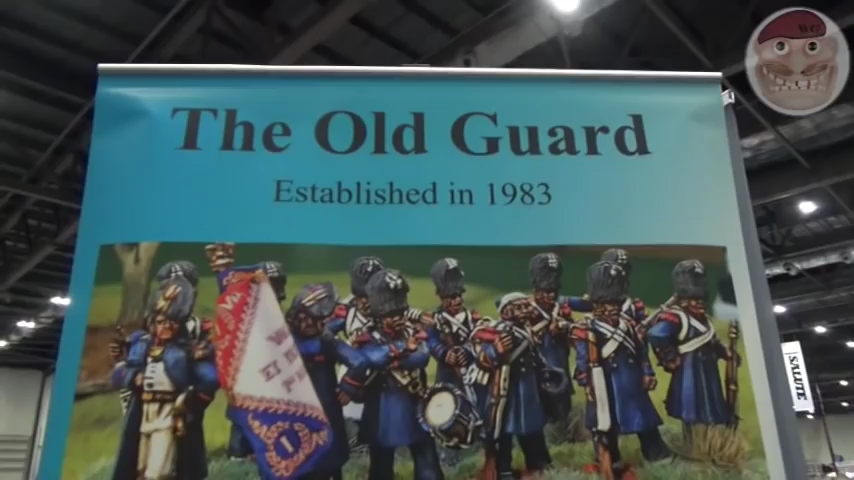 The Old Guard
Established in 1983
SALUTE
I